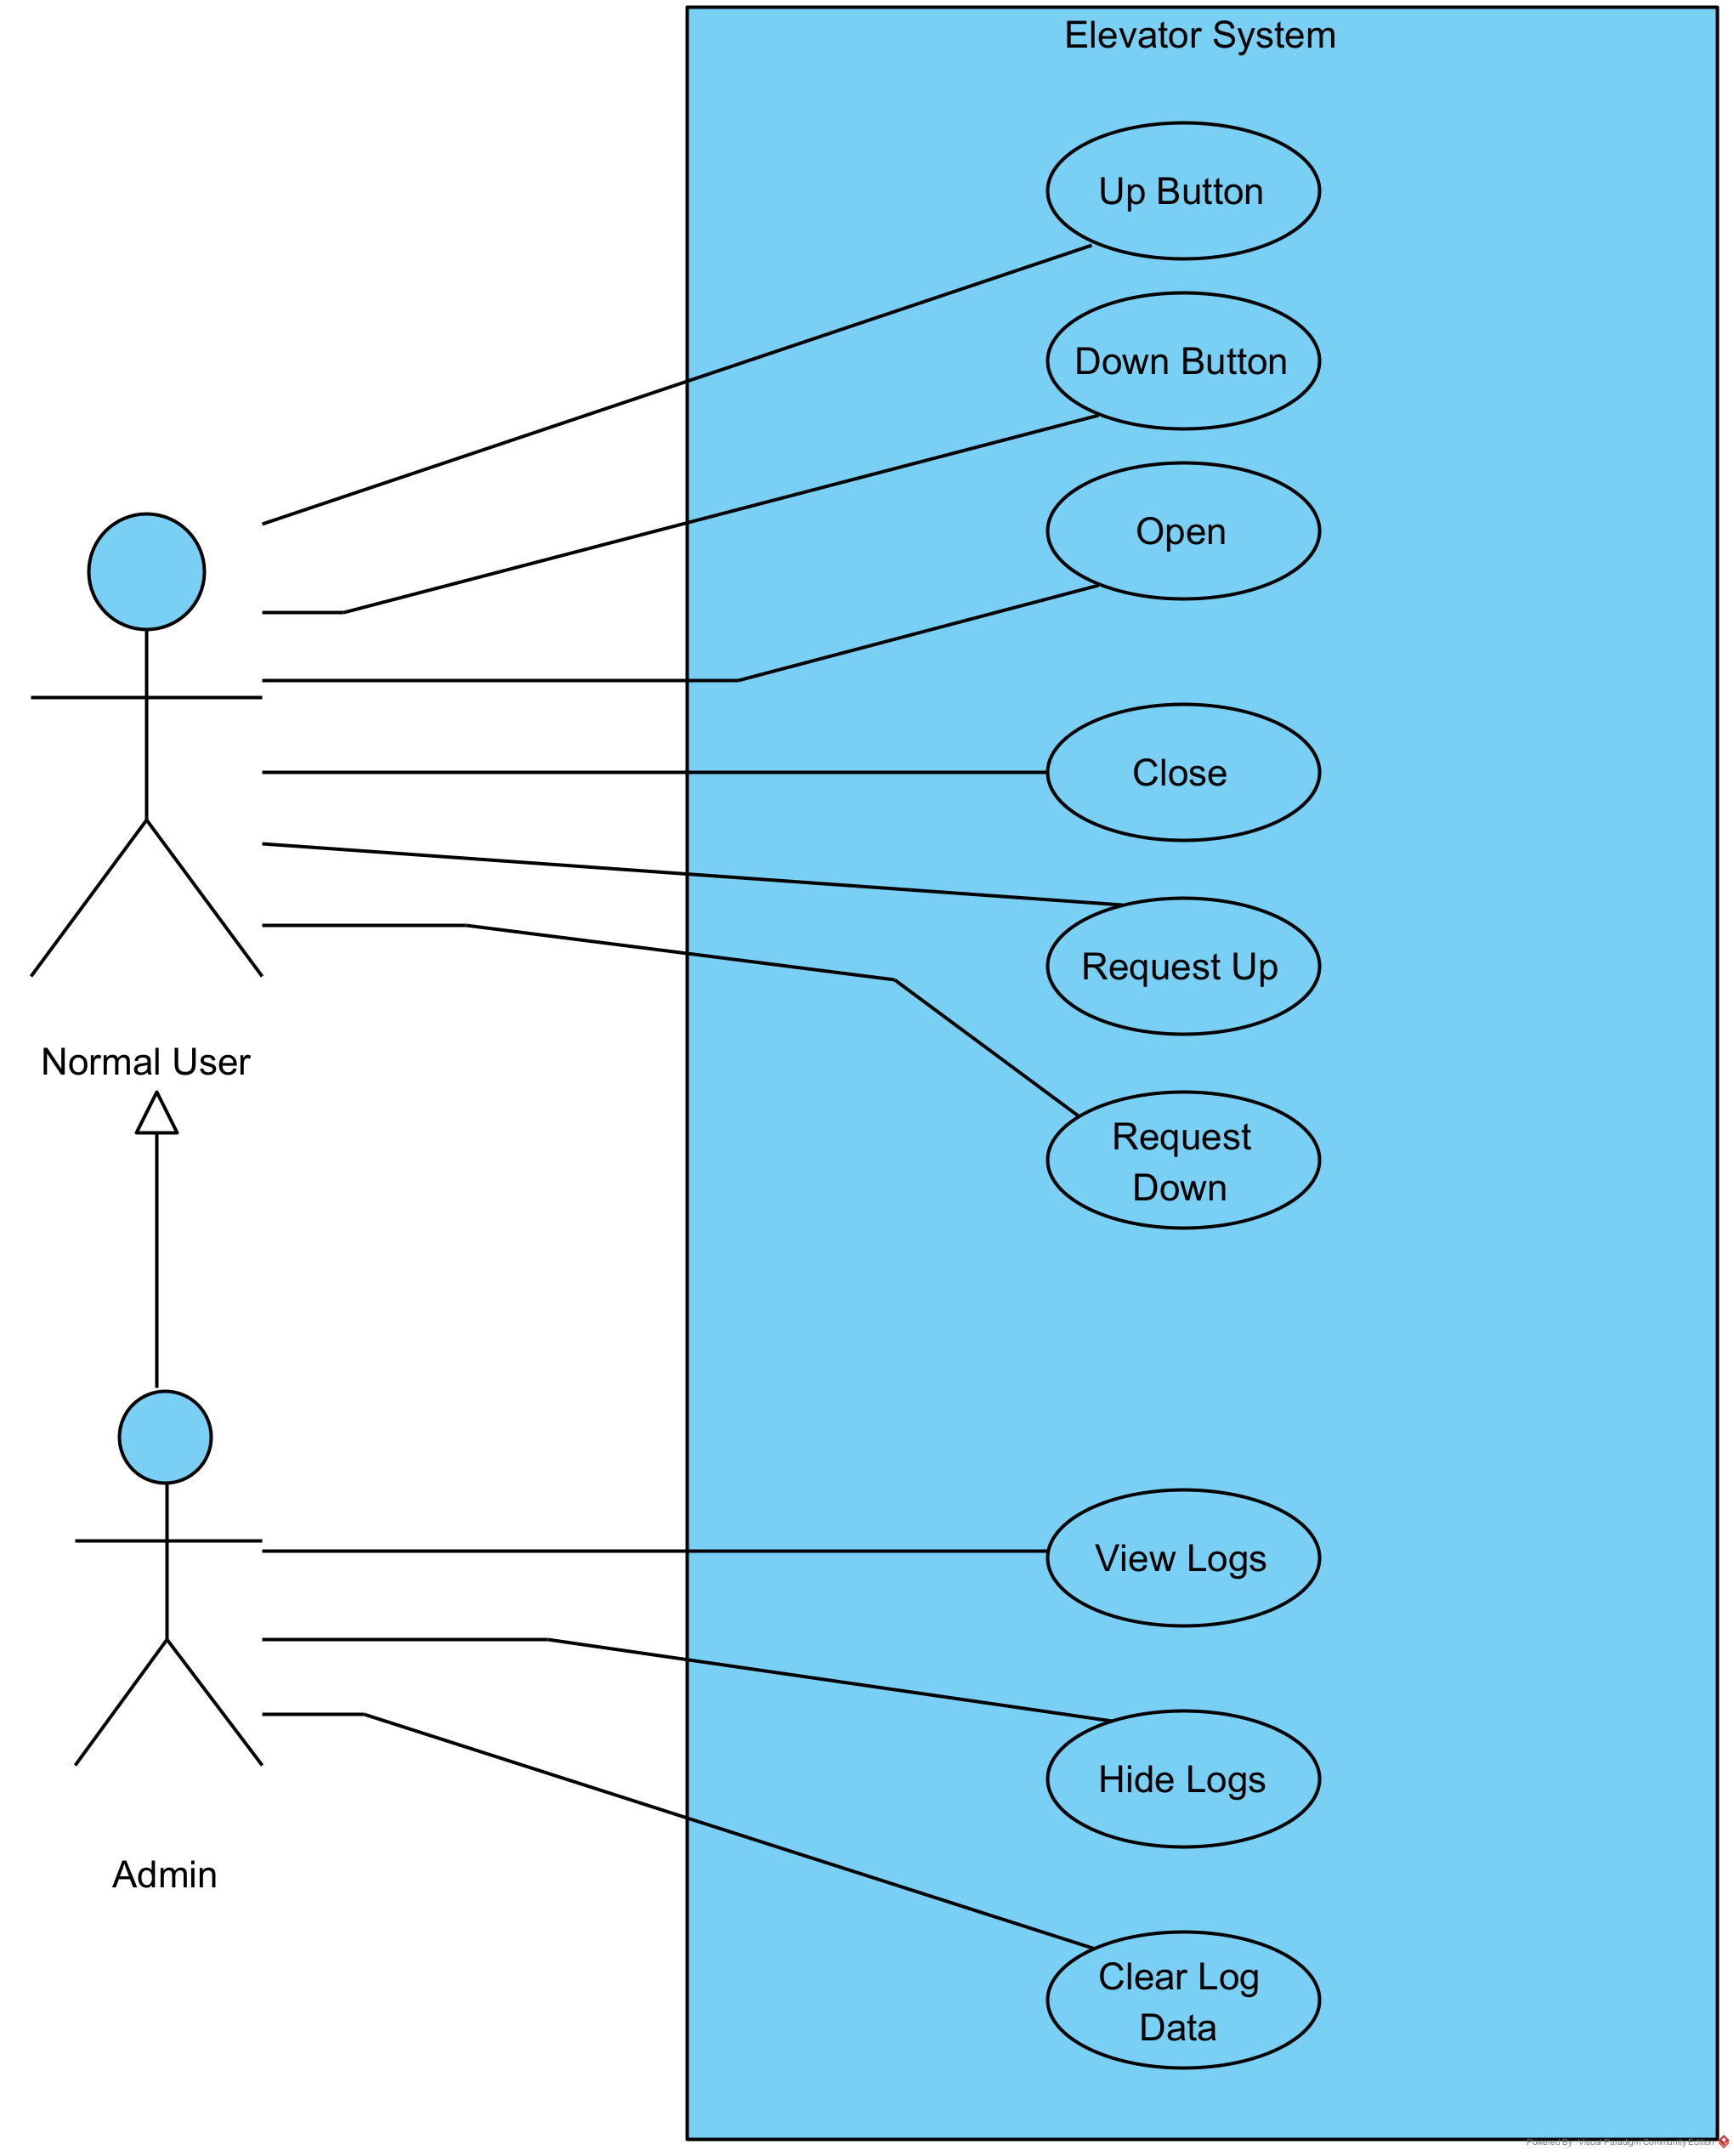 Elevator System
Up Button
Down Button
Open
Close
Request Up
Normal User
Request
Down
View Logs
Hide Logs
Admin
Clear Log
Data
Powered By: Visual Paradigm Community Edition